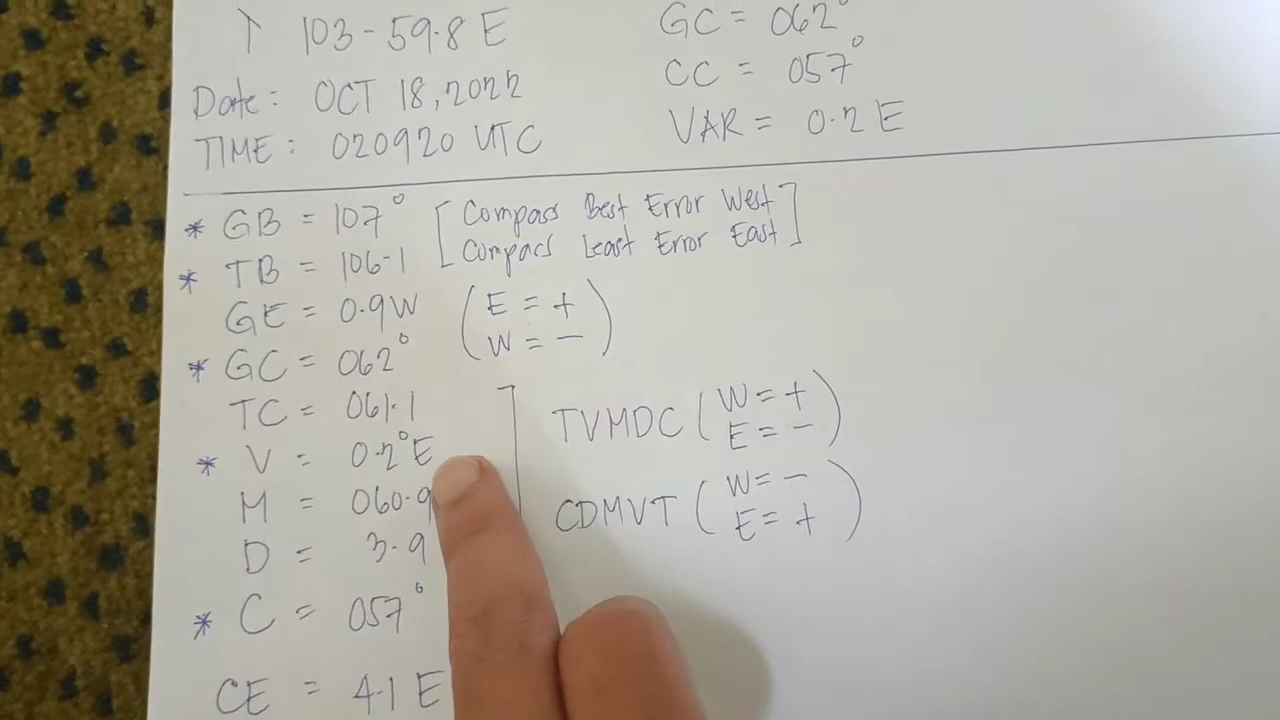 λ 103-59.8 E
Date: OCT 18, 2022
TIME: 020920 UTC
GC = 062°
CC = 057°
VAR = 0.2 E
* GB = 107° [Compass Best Error West
* TB = 106.1 Compass Least Error East]
GE = 0.9W (E = +
W = -)
* GC = 062°
TC = 061.1
* V = 0.2°E
M = 060.9
D = 3.9
* C = 057°
CE = 4.1 E
TVMDC (W = +
E = -)
CDMVT (W = -
E = +)